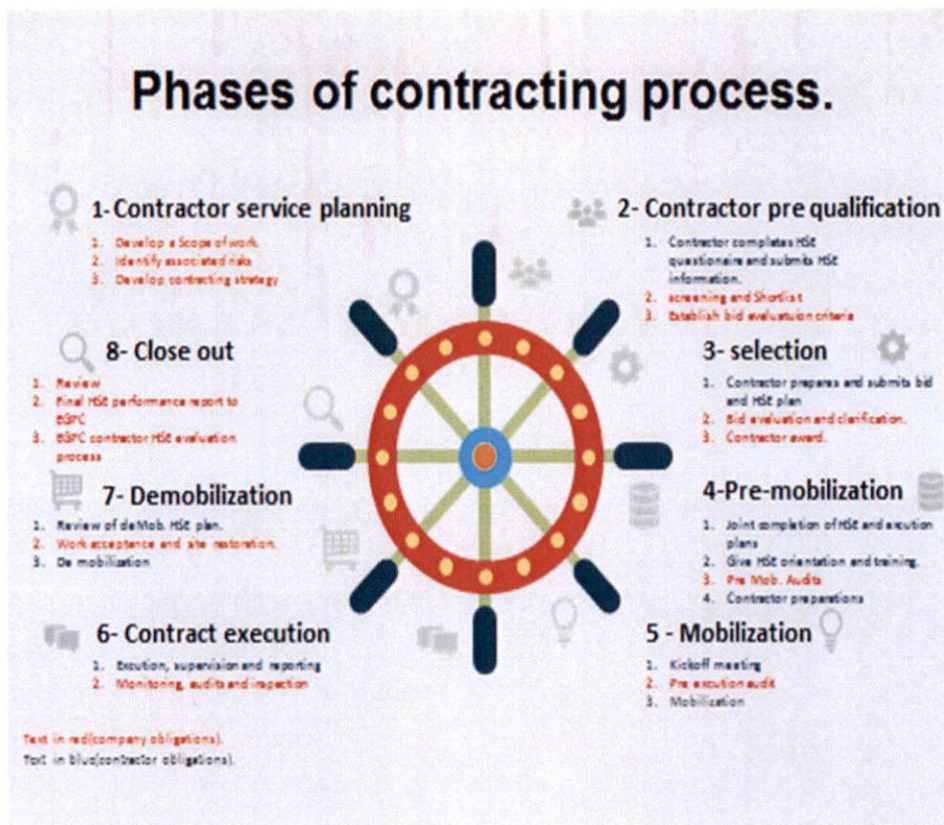 Phases of contracting process.
1- Contractor service planning
1. Develop a Scope of work.
2. Identify associated risks
3. Develop contracting strategy
2- Contractor pre qualification
1. Contractor completes HSE
questionaire and submits HSE
information.
2. screening and Shortlist
3. Establish bid evaluatuion criteria
3- selection
1. Contractor prepares and submits bid
and HSE plan
2. Bid evaluation and clarification.
3. Contractor award.
4-Pre-mobilization
1. Joint completion of HSE and excution
plans
2. Give HSE orientation and training.
3. Pre Mob. Audits
4. Contractor preparations
5 - Mobilization
1. Kickoff meeting
2. Pre excution audit
3. Mobilization
6- Contract execution
1. Excution, supervision and reporting
2. Monitoring, audits and inspection
7- Demobilization
1. Review of deMob. HSE plan.
2. Work acceptance and site restoration.
3. De mobilization
8- Close out
1. Review
2. Final HSE performance report to
EGPC
3. EGPC contractor HSE evaluation
process
Text in red(company obligations).
Text in blue(contractor obligations).